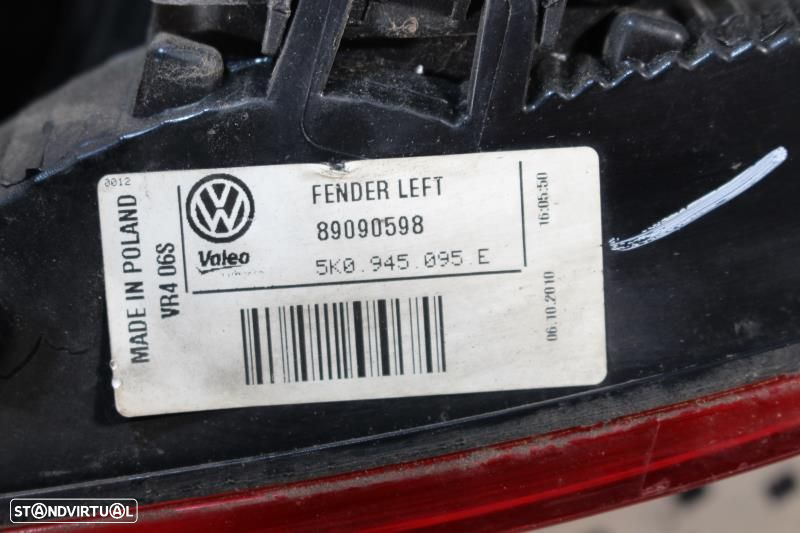 0012
MADE IN POLAND
VR4 06S
Valeo
FENDER LEFT
89090598
5K0.945.095.E
16:05:50
06.10.2010
STANDVIRTUAL